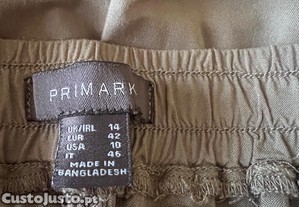 PRIMARK
UK/IRL 14
EUR 42
USA 10
IT 46
MADE IN
BANGLADESH
CustoJusto.pt